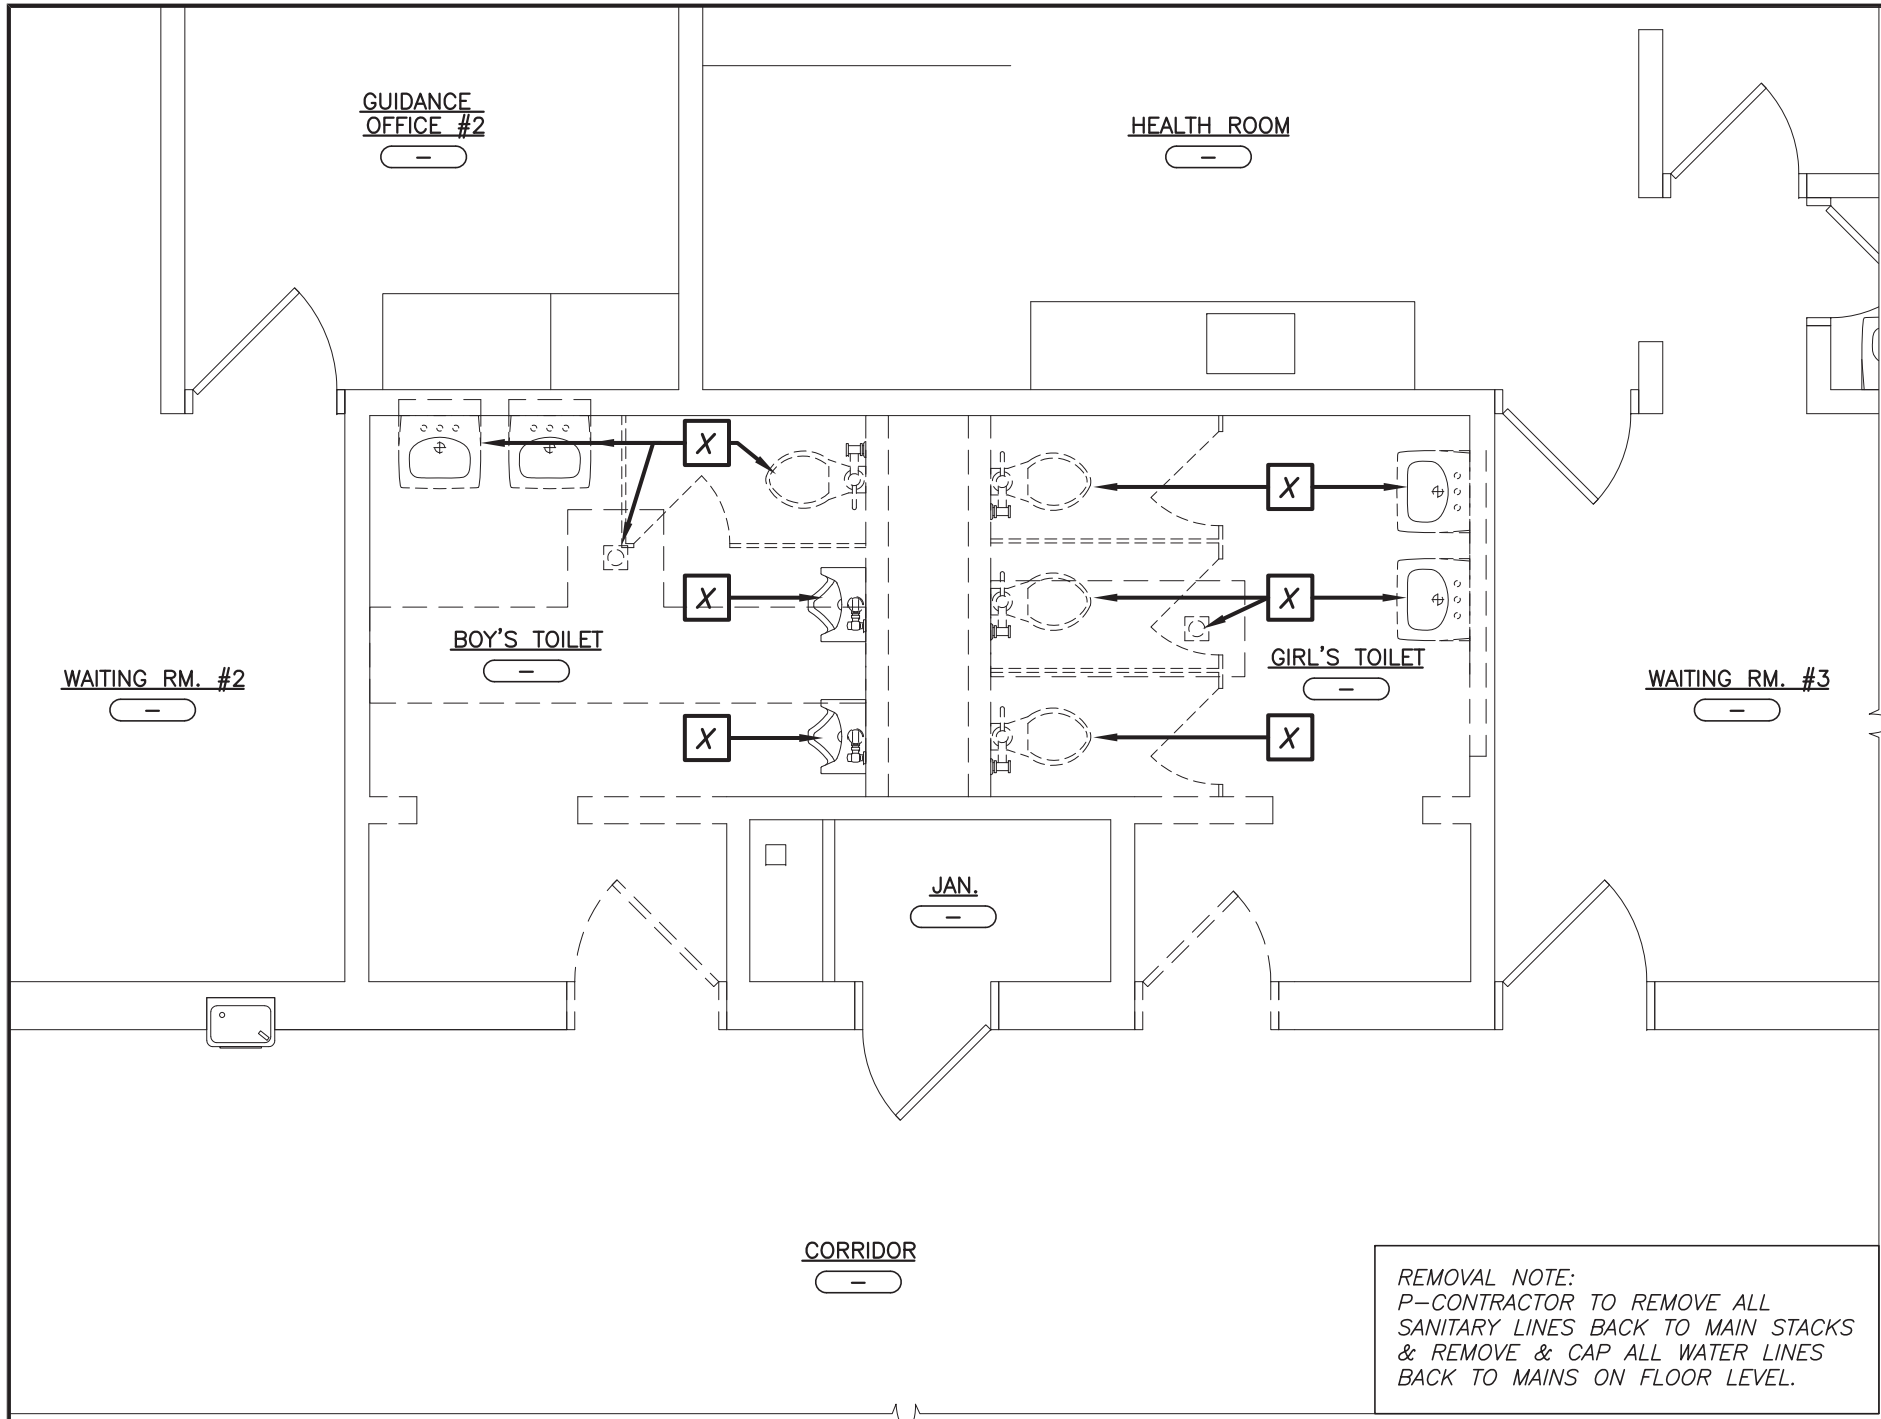 GUIDANCE
OFFICE #2
–
HEALTH ROOM
–
X
X
X
X
BOY'S TOILET
–
GIRL'S TOILET
–
WAITING RM. #2
–
WAITING RM. #3
–
X
X
JAN.
–
CORRIDOR
–
REMOVAL NOTE:
P–CONTRACTOR TO REMOVE ALL
SANITARY LINES BACK TO MAIN STACKS
& REMOVE & CAP ALL WATER LINES
BACK TO MAINS ON FLOOR LEVEL.